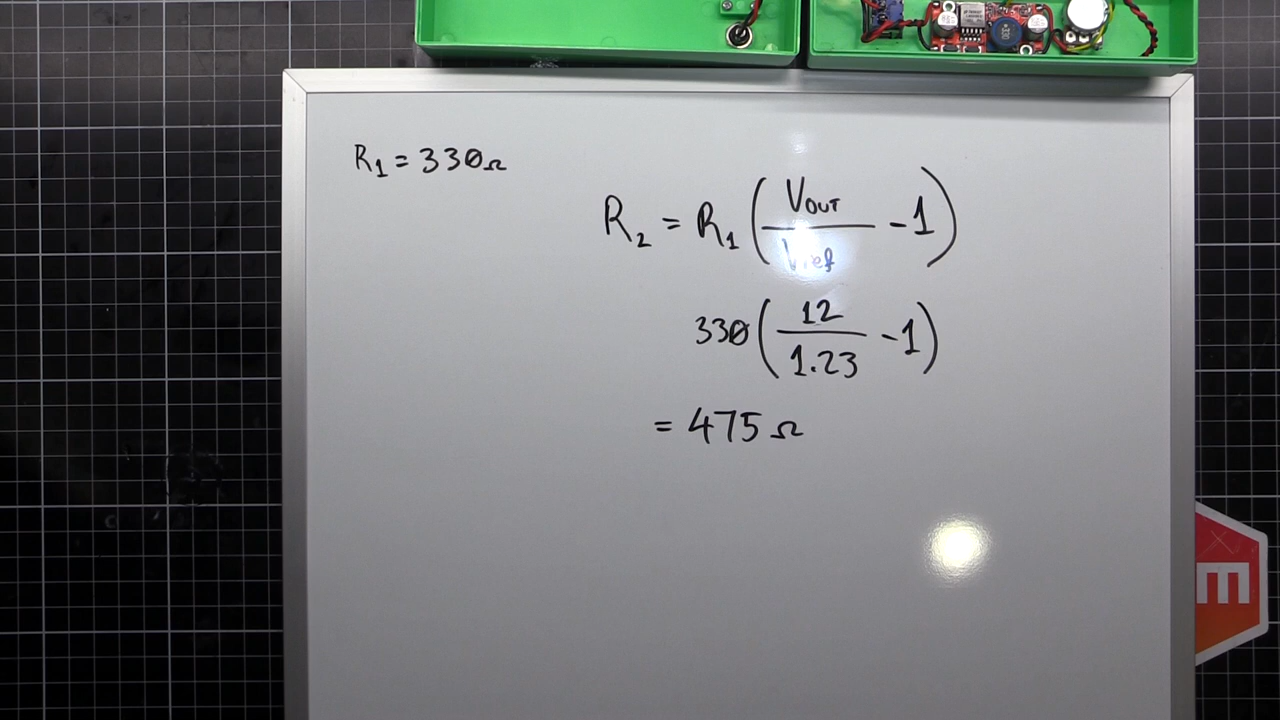 R₁ = 330Ω
R₂ = R₁ (VOUT / Vref - 1)
330 (12 / 1.23 - 1)
= 475 Ω
E